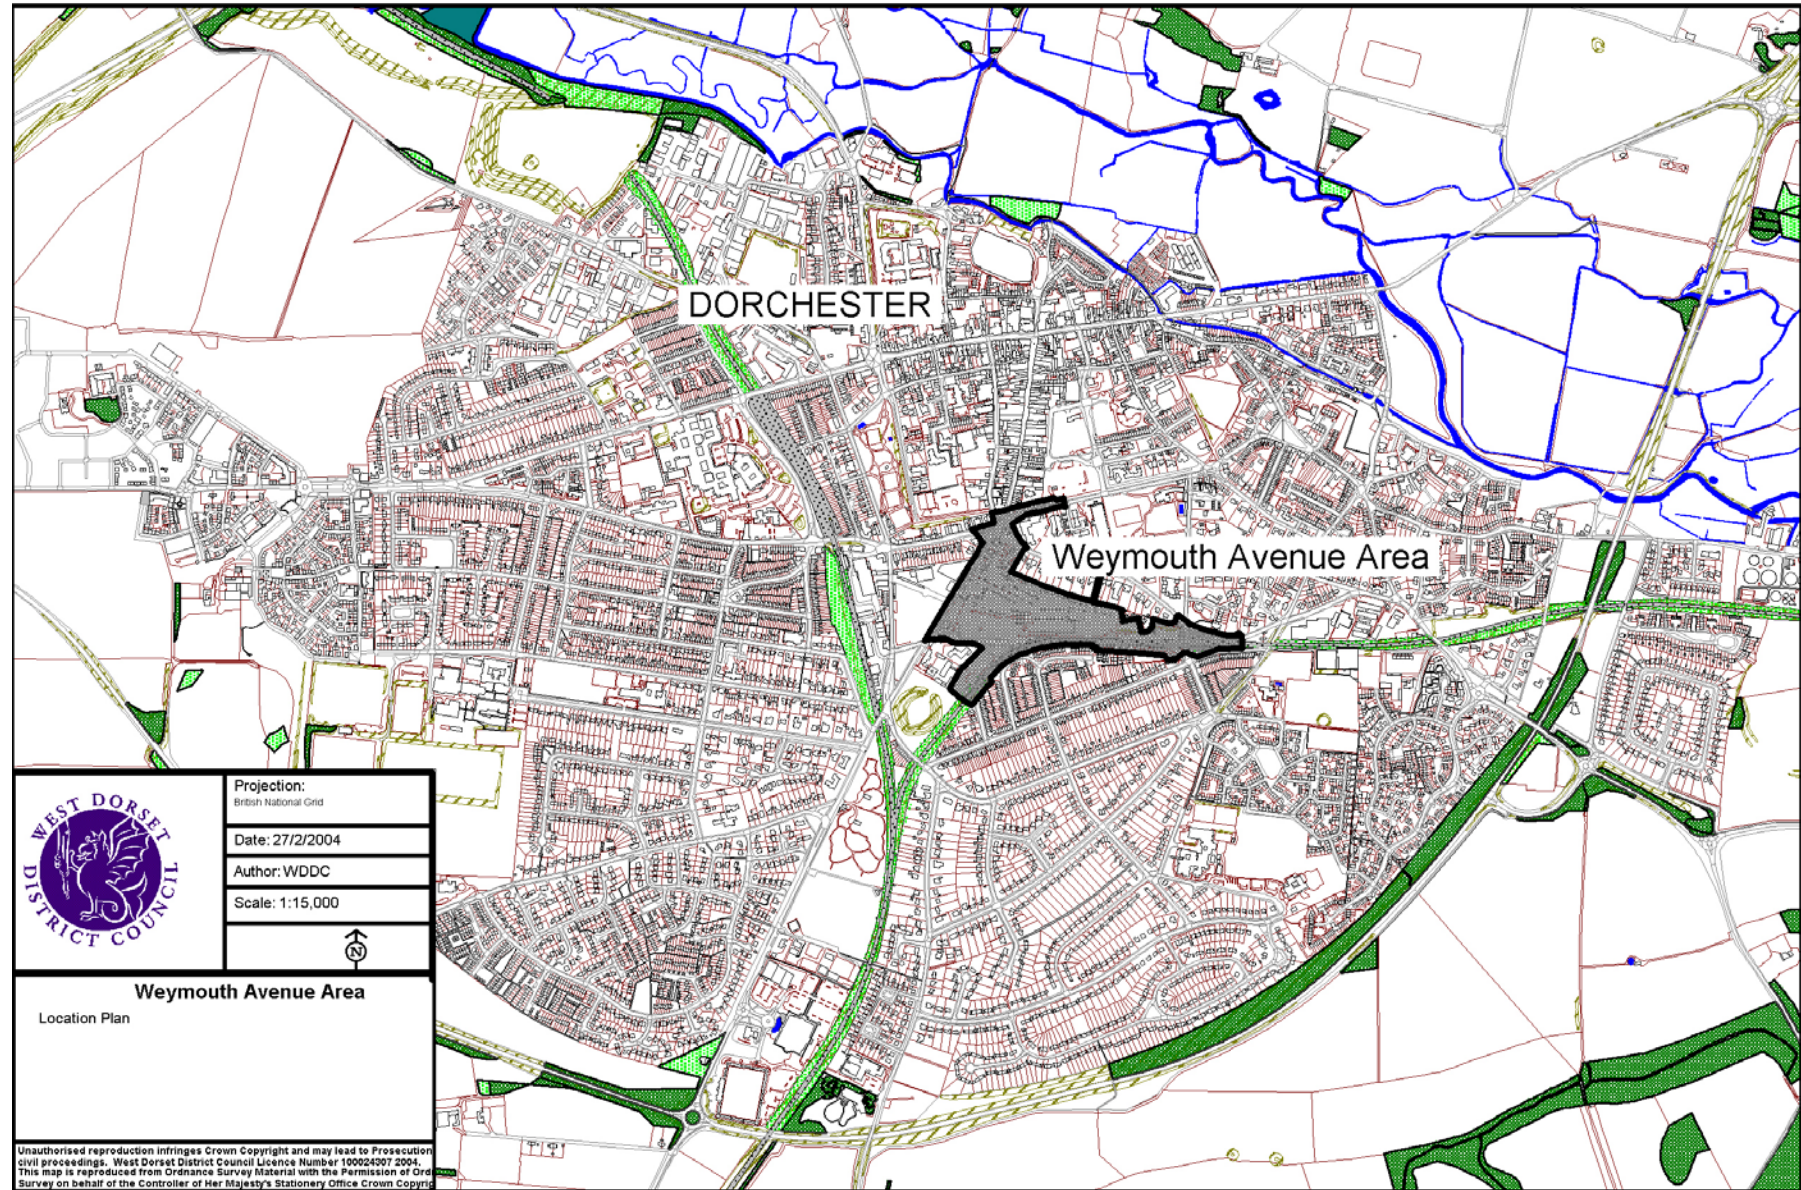 DORCHESTER
Weymouth Avenue Area
WEST DORSET
DISTRICT COUNCIL
Projection:
British National Grid
Date: 27/2/2004
Author: WDDC
Scale: 1:15,000
N
Weymouth Avenue Area
Location Plan
Unauthorised reproduction infringes Crown Copyright and may lead to Prosecution
civil proceedings. West Dorset District Council Licence Number 100024307 2004.
This map is reproduced from Ordnance Survey Material with the Permission of Ord
Survey on behalf of the Controller of Her Majesty's Stationery Office Crown Copyrig